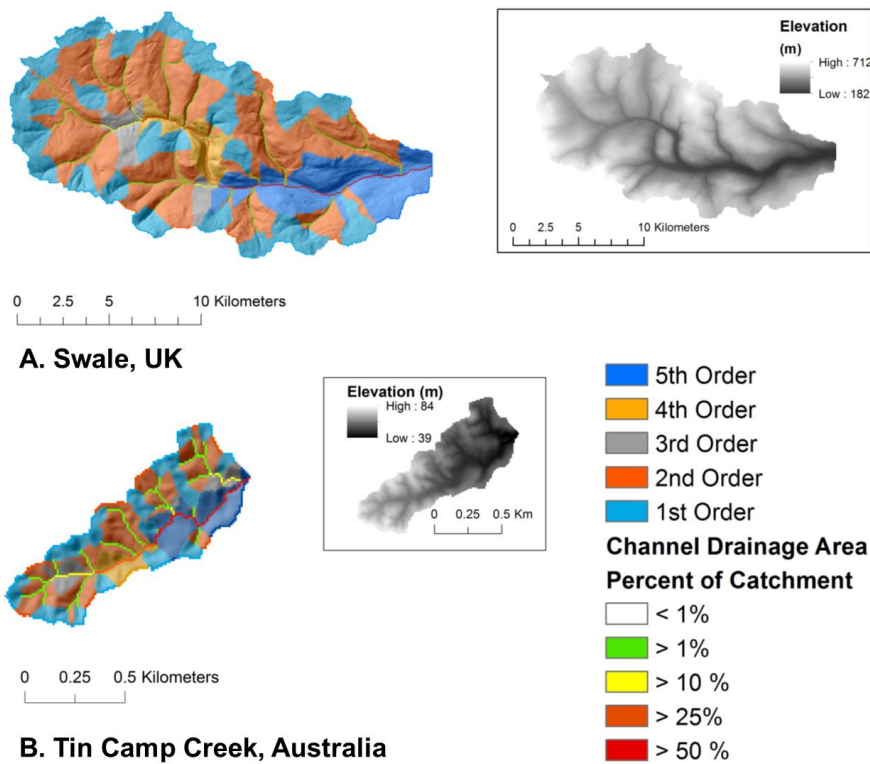 Elevation
(m)
High : 712
Low : 182
0 2.5 5 10 Kilometers
0 2.5 5 10 Kilometers
A. Swale, UK
Elevation (m)
High : 84
Low : 39
0 0.25 0.5 Km
0 0.25 0.5 Kilometers
B. Tin Camp Creek, Australia
5th Order
4th Order
3rd Order
2nd Order
1st Order
Channel Drainage Area
Percent of Catchment
< 1%
> 1%
> 10 %
> 25%
> 50 %